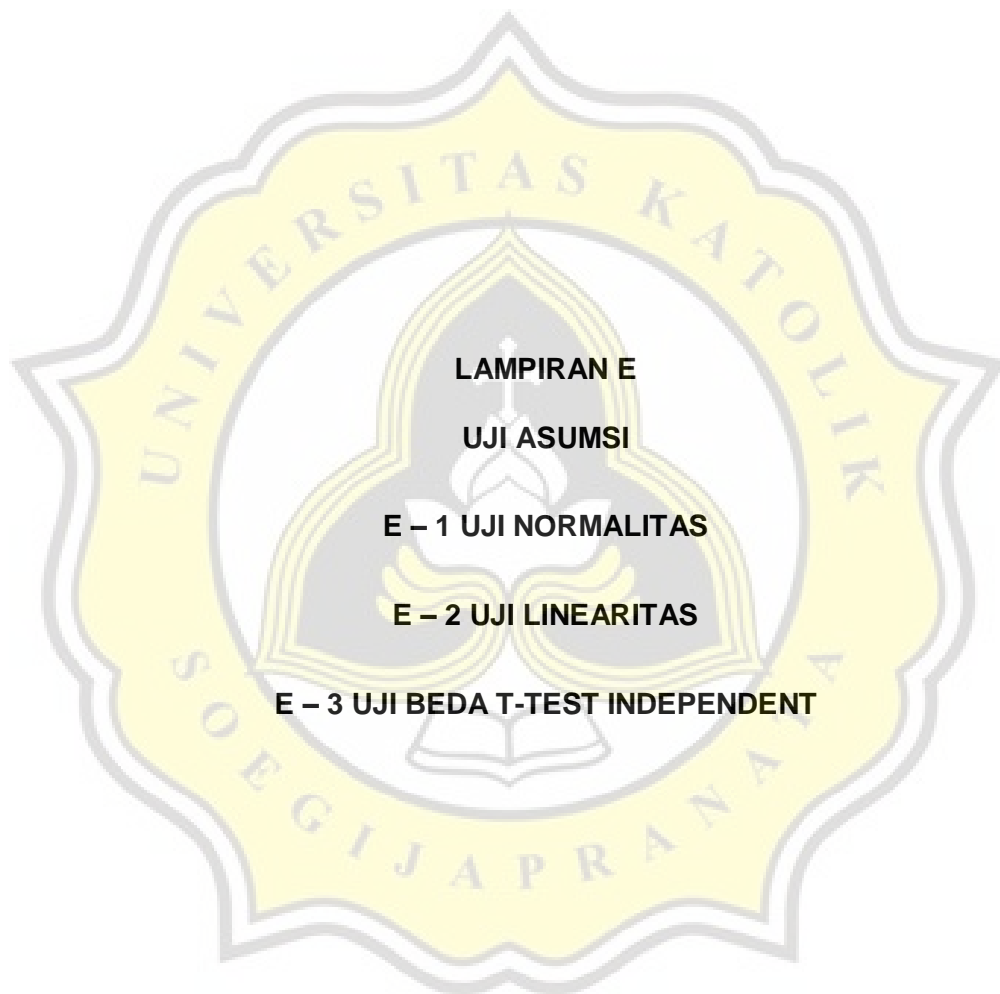 UNIVERSITAS KATOLIK
LAMPIRAN E
UJI ASUMSI
E – 1 UJI NORMALITAS
E – 2 UJI LINEARITAS
E – 3 UJI BEDA T-TEST INDEPENDENT
SOEGIJAPRANATA